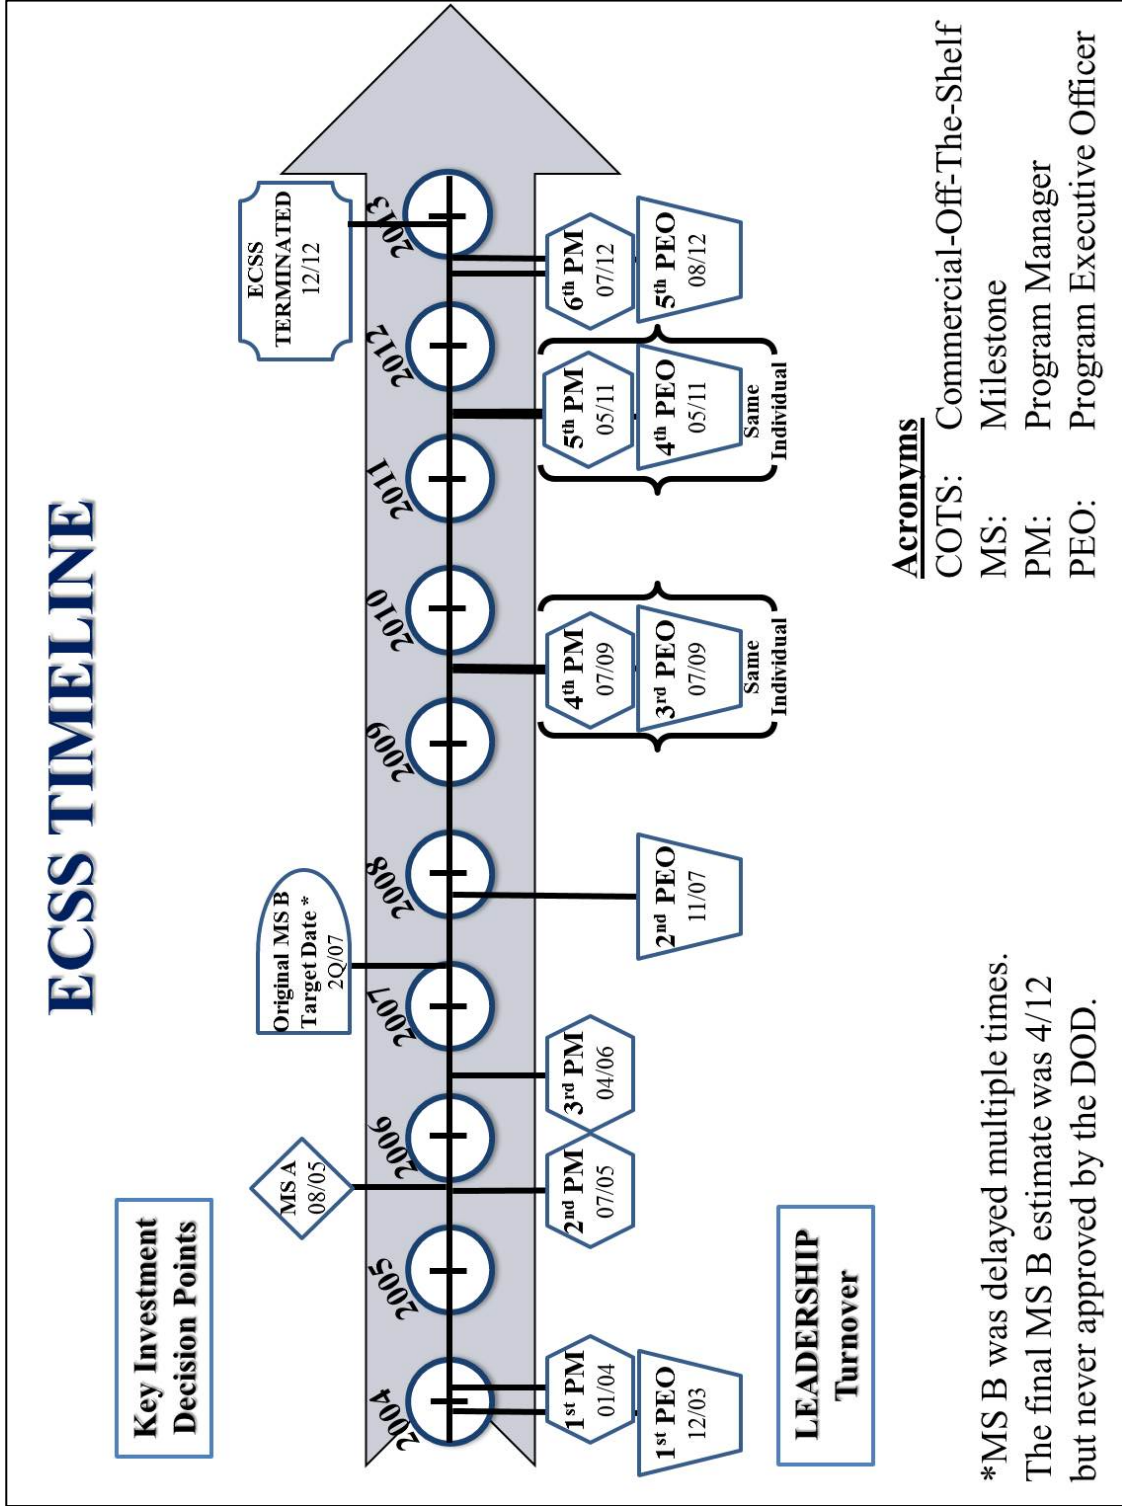 ECSS TIMELINE
Key Investment
Decision Points
MS A
08/05
Original MS B
Target Date *
2Q/07
ECSS
TERMINATED
12/12
2004
2005
2006
2007
2008
2009
2010
2011
2012
2013
1st PM
01/04
2nd PM
07/05
3rd PM
04/06
4th PM
07/09
5th PM
05/11
6th PM
07/12
1st PEO
12/03
2nd PEO
11/07
3rd PEO
07/09
Same
Individual
4th PEO
05/11
Same
Individual
5th PEO
08/12
LEADERSHIP
Turnover
*MS B was delayed multiple times.
The final MS B estimate was 4/12
but never approved by the DOD.
Acronyms
COTS: Commercial-Off-The-Shelf
MS: Milestone
PM: Program Manager
PEO: Program Executive Officer